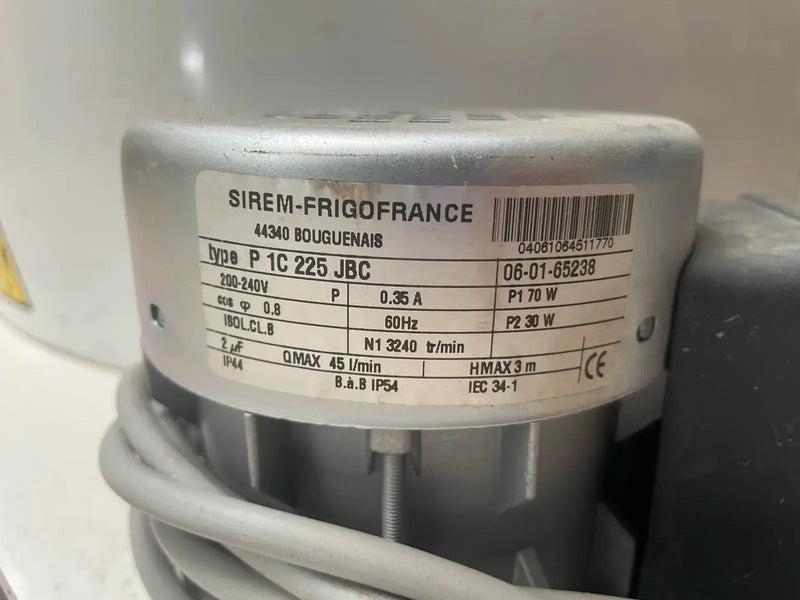 SIREM-FRIGOFRANCE
44340 BOUGUENAIS
04061064511770
type P 1C 225 JBC 06-01-65238
200-240V P 0.35 A P1 70 W
cos φ 0.8 60Hz P2 30 W
ISOL.CL.B N1 3240 tr/min
2 µF QMAX 45 l/min HMAX 3 m CE
IP44 B.à.B IP54 IEC 34-1